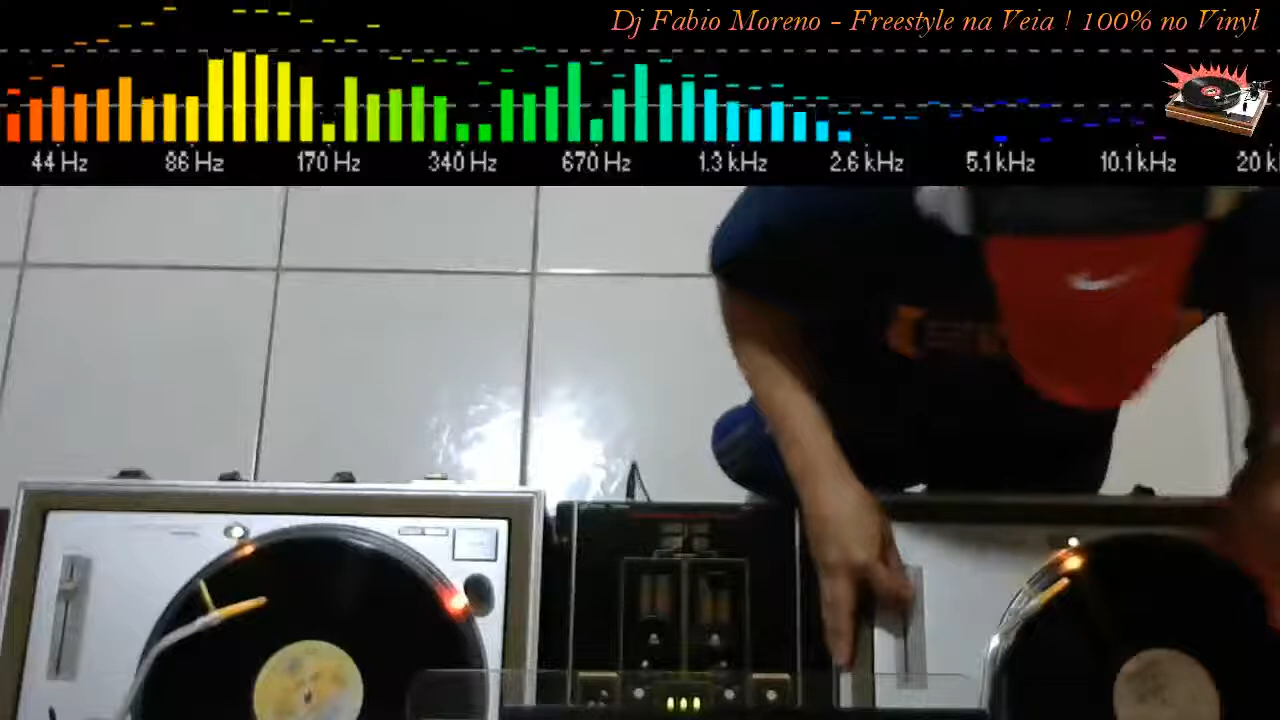 Dj Fabio Moreno - Freestyle na Veia ! 100% no Vinyl
44 Hz 86 Hz 170 Hz 340 Hz 670 Hz 1.3 kHz 2.6 kHz 5.1 kHz 10.1 kHz 20 k